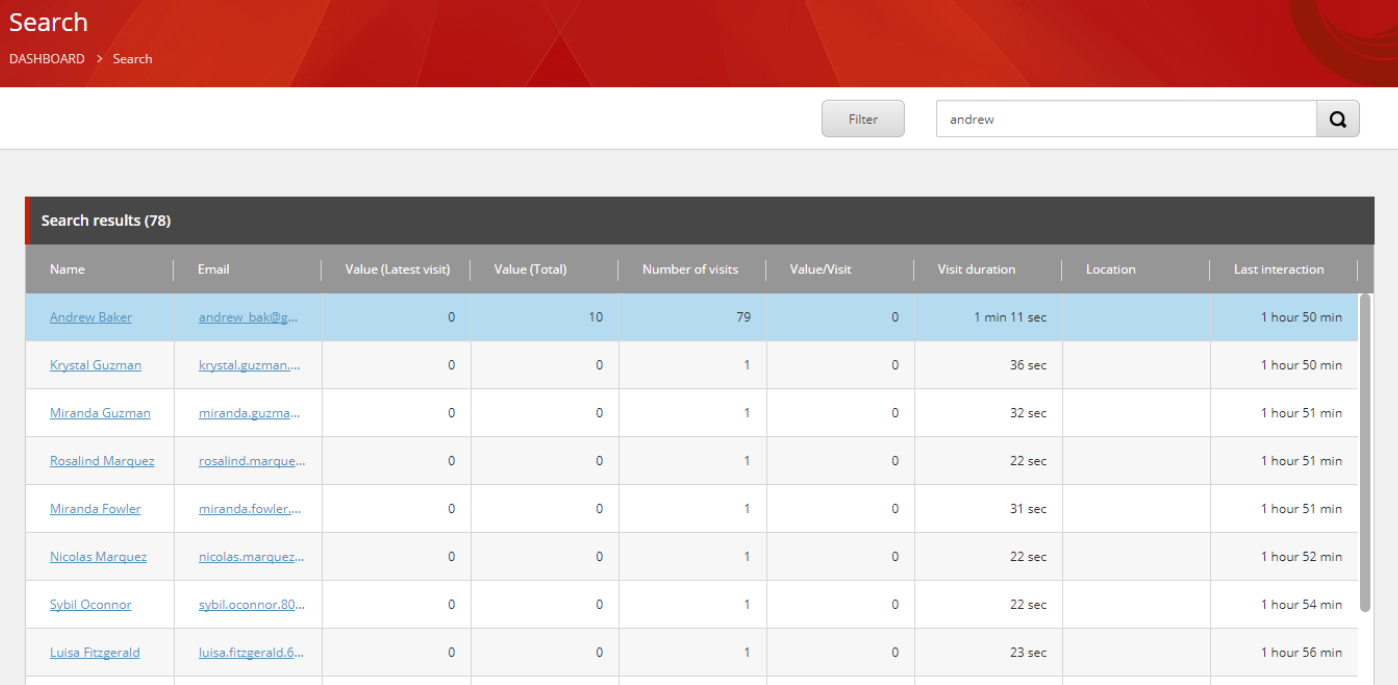 Search
DASHBOARD > Search
Filter
andrew
Search results (78)
Name Email Value (Latest visit) Value (Total) Number of visits Value/Visit Visit duration Location Last interaction
Andrew Baker andrew_bak@g... 0 10 79 0 1 min 11 sec 1 hour 50 min
Krystal Guzman krystal.guzman.... 0 0 1 0 36 sec 1 hour 50 min
Miranda Guzman miranda.guzma... 0 0 1 0 32 sec 1 hour 51 min
Rosalind Marquez rosalind.marque... 0 0 1 0 22 sec 1 hour 51 min
Miranda Fowler miranda.fowler.... 0 0 1 0 31 sec 1 hour 51 min
Nicolas Marquez nicolas.marquez... 0 0 1 0 22 sec 1 hour 52 min
Sybil Oconnor sybil.oconnor.80... 0 0 1 0 22 sec 1 hour 54 min
Luisa Fitzgerald luisa.fitzgerald.6... 0 0 1 0 23 sec 1 hour 56 min